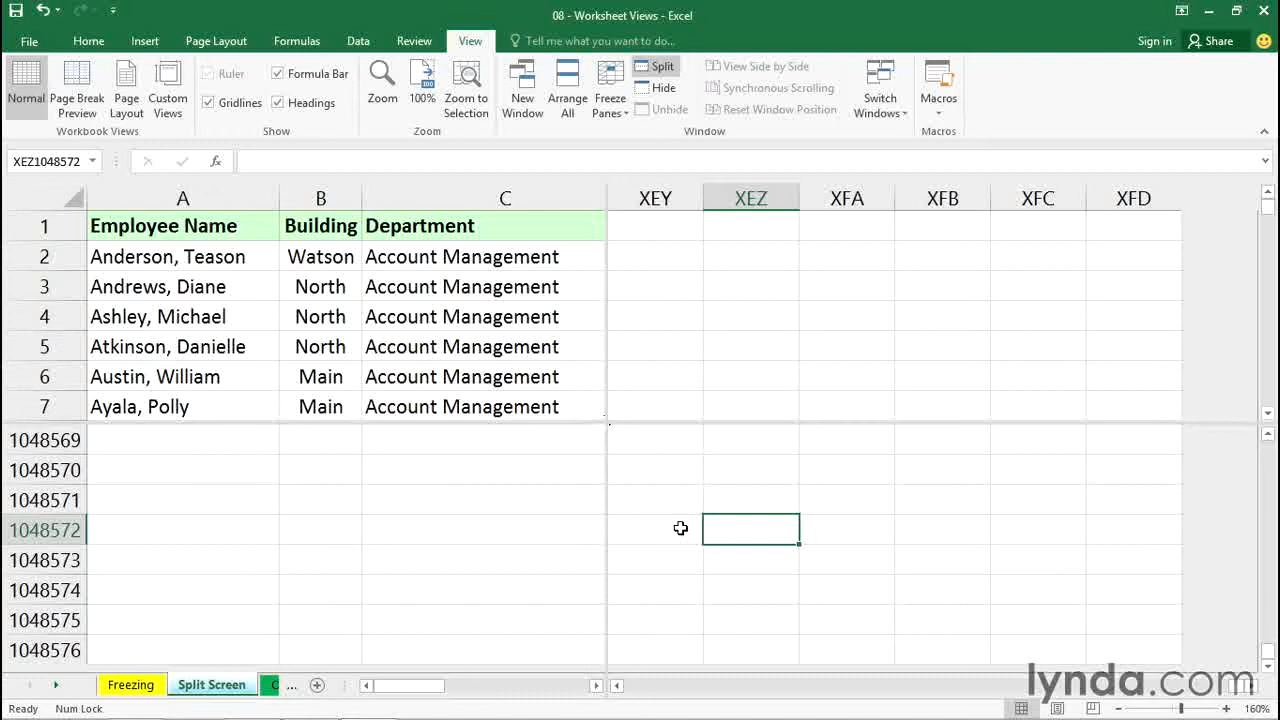 08 - Worksheet Views - Excel
File Home Insert Page Layout Formulas Data Review View Tell me what you want to do... Sign in Share
Normal
Page Break Preview
Page Layout
Custom Views
Workbook Views
Ruler
Formula Bar
Gridlines
Headings
Show
Zoom
100
100%
Zoom to Selection
Zoom
New Window
Arrange All
Freeze Panes
Split
Hide
Unhide
View Side by Side
Synchronous Scrolling
Reset Window Position
Window
Switch Windows
Macros
Macros
XEZ1048572
fx
A B C XEY XEZ XFA XFB XFC XFD
1 Employee Name Building Department
2 Anderson, Teason Watson Account Management
3 Andrews, Diane North Account Management
4 Ashley, Michael North Account Management
5 Atkinson, Danielle North Account Management
6 Austin, William Main Account Management
7 Ayala, Polly Main Account Management
1048569
1048570
1048571
1048572
1048573
1048574
1048575
1048576
Freezing Split Screen ...
lynda.com
Ready Num Lock 160%